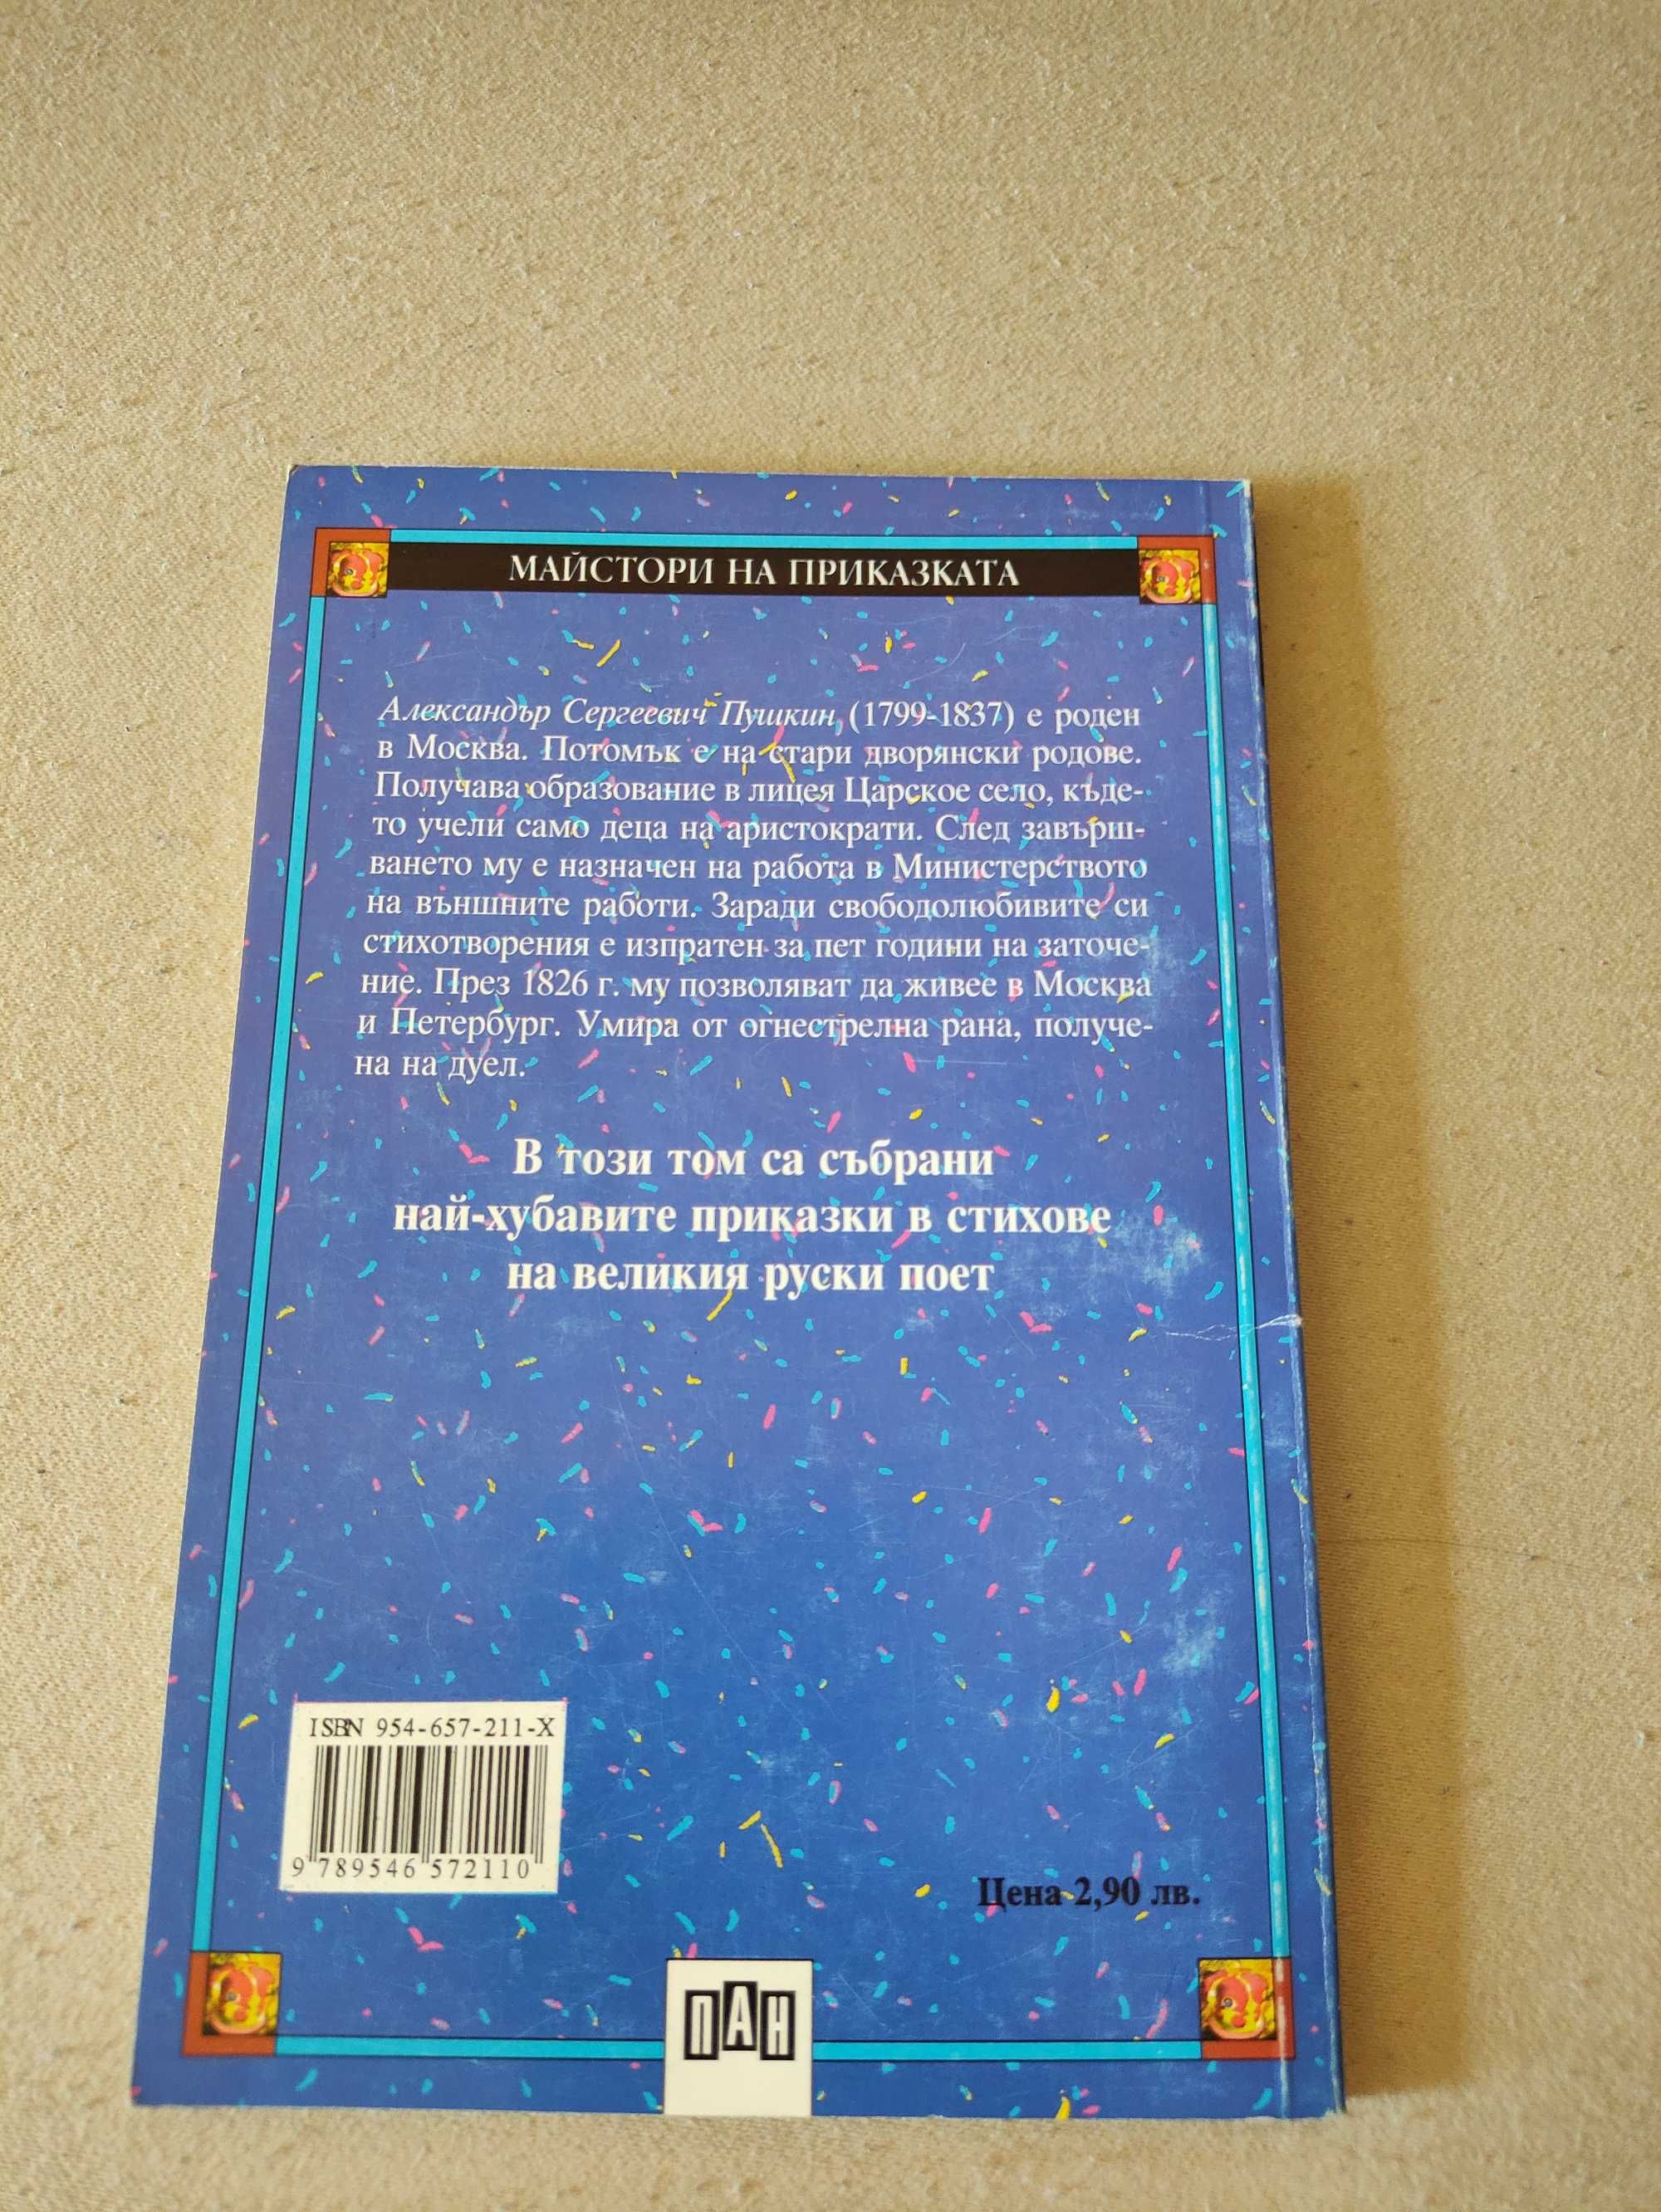 МАЙСТОРИ НА ПРИКАЗКАТА
Александър Сергеевич Пушкин (1799-1837) е роден
в Москва. Потомък е на стари дворянски родове.
Получава образование в лицея Царское село, къде-
то учели само деца на аристократи. След завърш-
ването му е назначен на работа в Министерството
на външните работи. Заради свободолюбивите си
стихотворения е изпратен за пет години на заточе-
ние. През 1826 г. му позволяват да живее в Москва
и Петербург. Умира от огнестрелна рана, получе-
на на дуел.
В този том са събрани
най-хубавите приказки в стихове
на великия руски поет
ISBN 954-657-211-X
9 789546 572110
Цена 2,90 лв.
ПАН